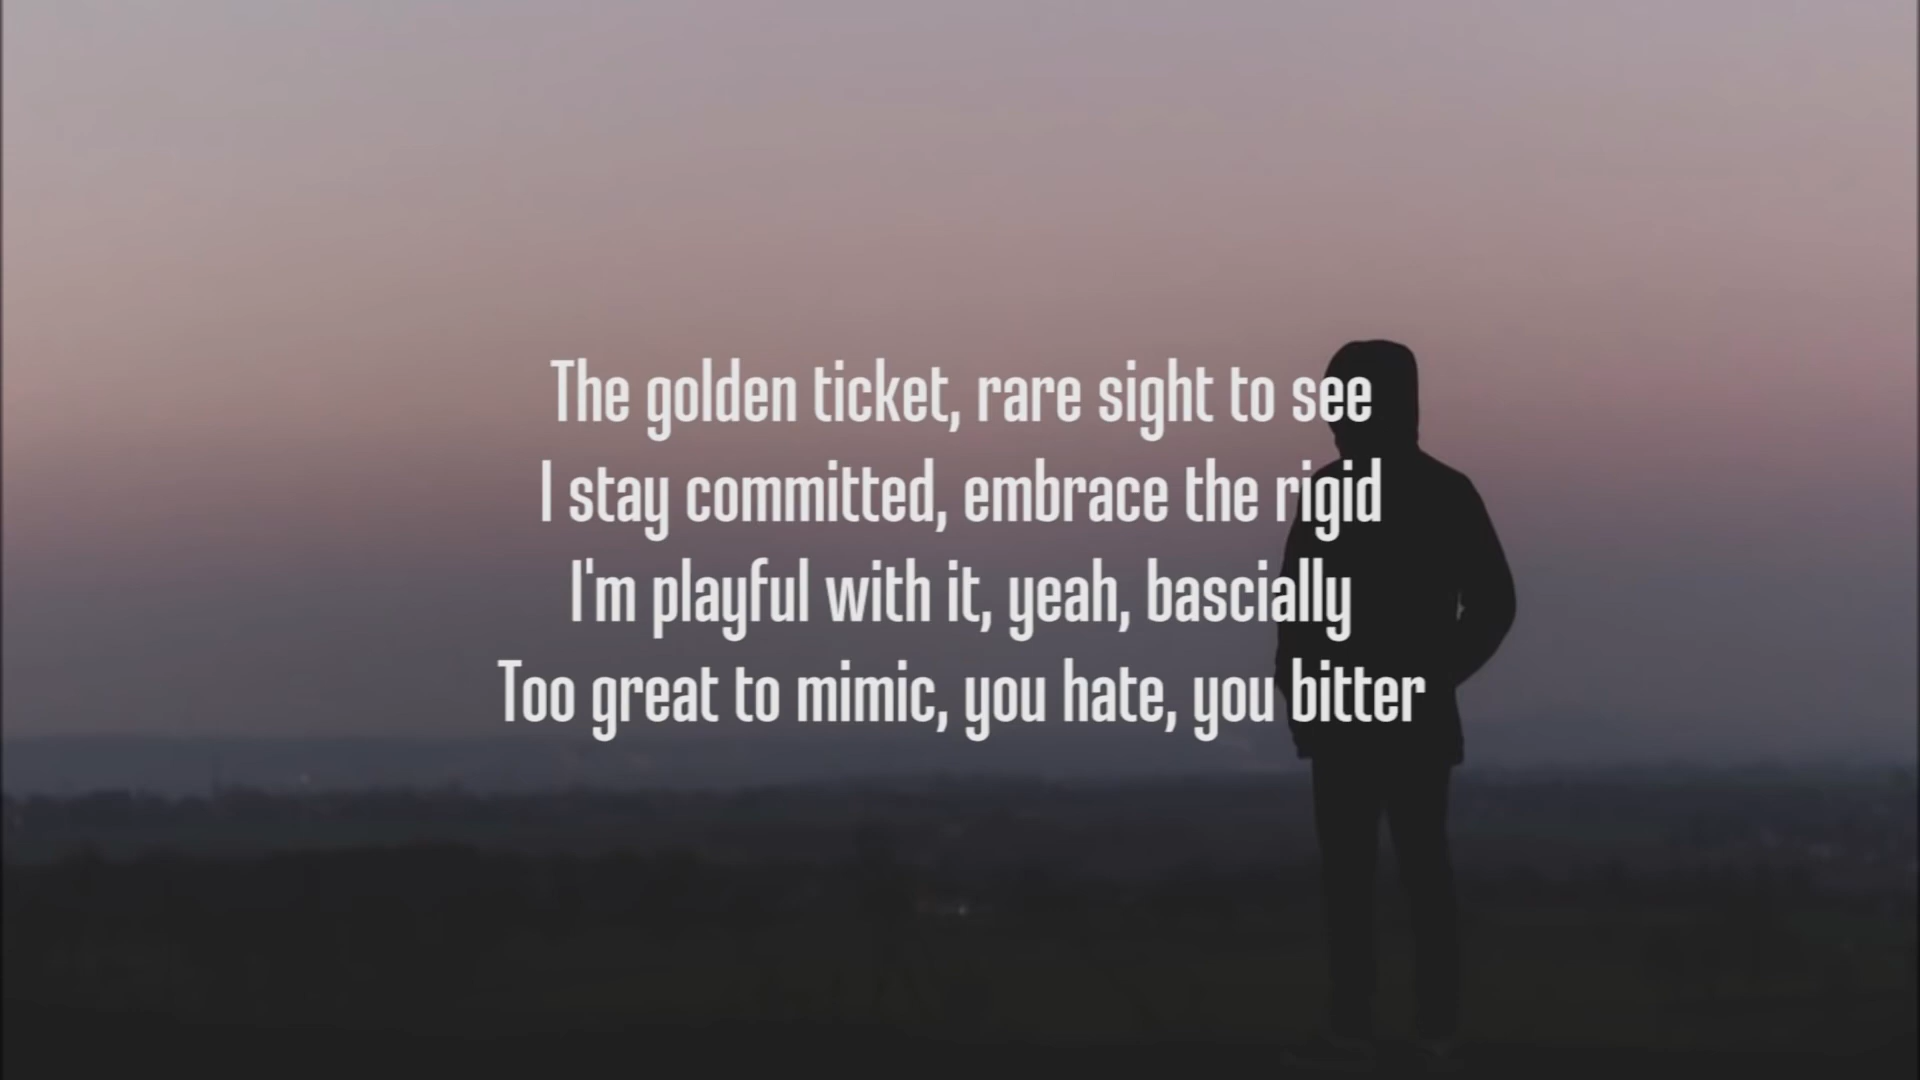 The golden ticket, rare sight to see
I stay committed, embrace the rigid
I'm playful with it, yeah, bascially
Too great to mimic, you hate, you bitter